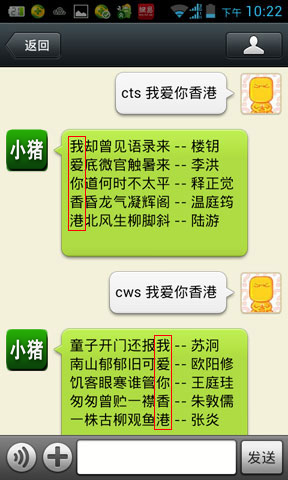 下午 10:22
返回
cts 我爱你香港
小猪
我却曾见语录来 -- 楼钥
爱底微官触暑来 -- 李洪
你道何时不太平 -- 释正觉
香昏龙气凝辉阁 -- 温庭筠
港北风生柳脚斜 -- 陆游
cws 我爱你香港
小猪
童子开门还报我 -- 苏泂
南山郁郁旧可爱 -- 欧阳修
饥客眼寒谁管你 -- 王庭珪
匆匆曾贮一襟香 -- 朱敦儒
一株古柳观鱼港 -- 张炎
发送